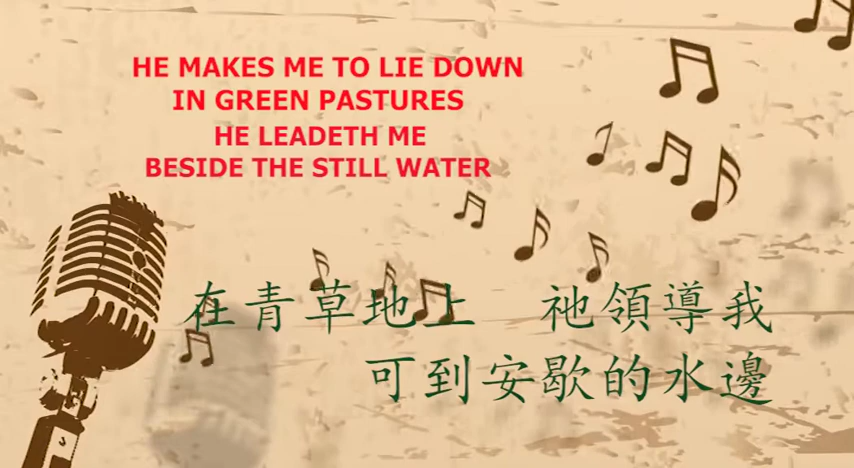 HE MAKES ME TO LIE DOWN
IN GREEN PASTURES
HE LEADETH ME
BESIDE THE STILL WATER
在青草地上　祂領導我
可到安歇的水邊